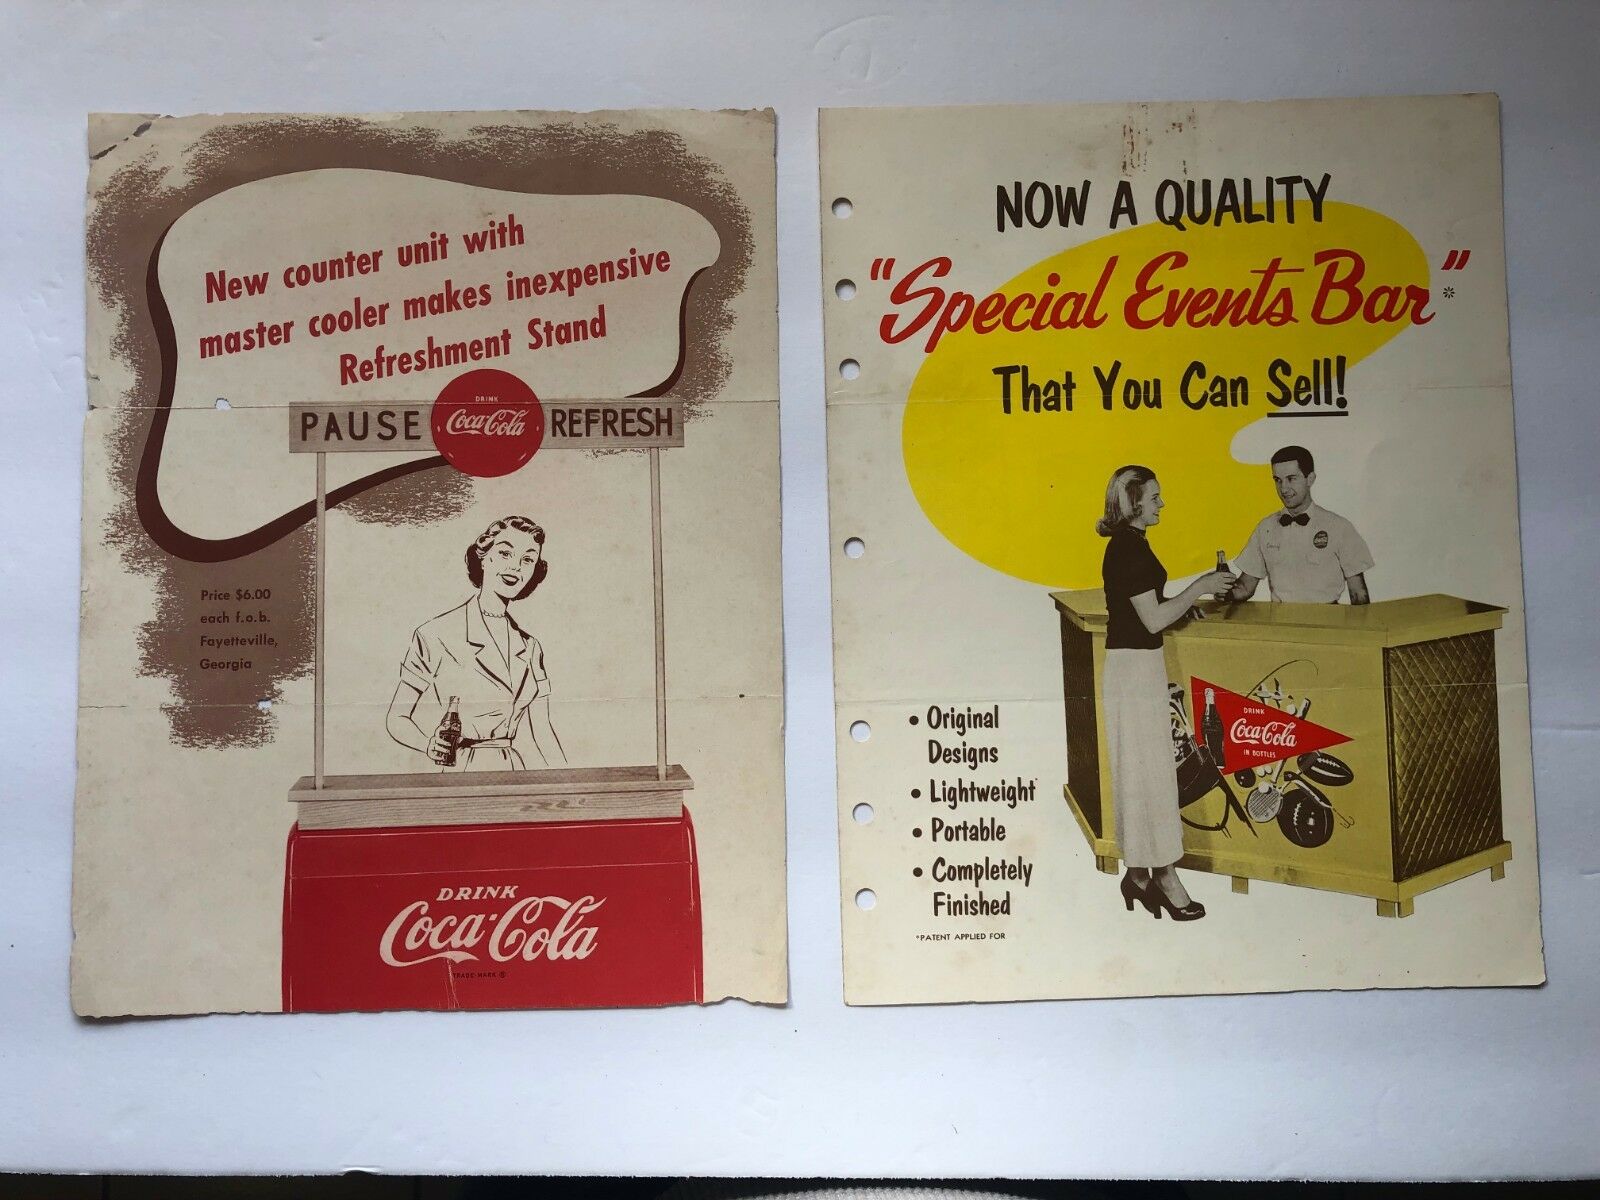 New counter unit with
master cooler makes inexpensive
Refreshment Stand
PAUSE DRINK Coca-Cola REFRESH
Price $6.00
each f.o.b.
Fayetteville,
Georgia
DRINK
Coca-Cola
TRADE-MARK ®
NOW A QUALITY
"Special Events Bar"*
That You Can Sell!
• Original
Designs
• Lightweight
• Portable
• Completely
Finished
*PATENT APPLIED FOR
DRINK
Coca-Cola
IN BOTTLES